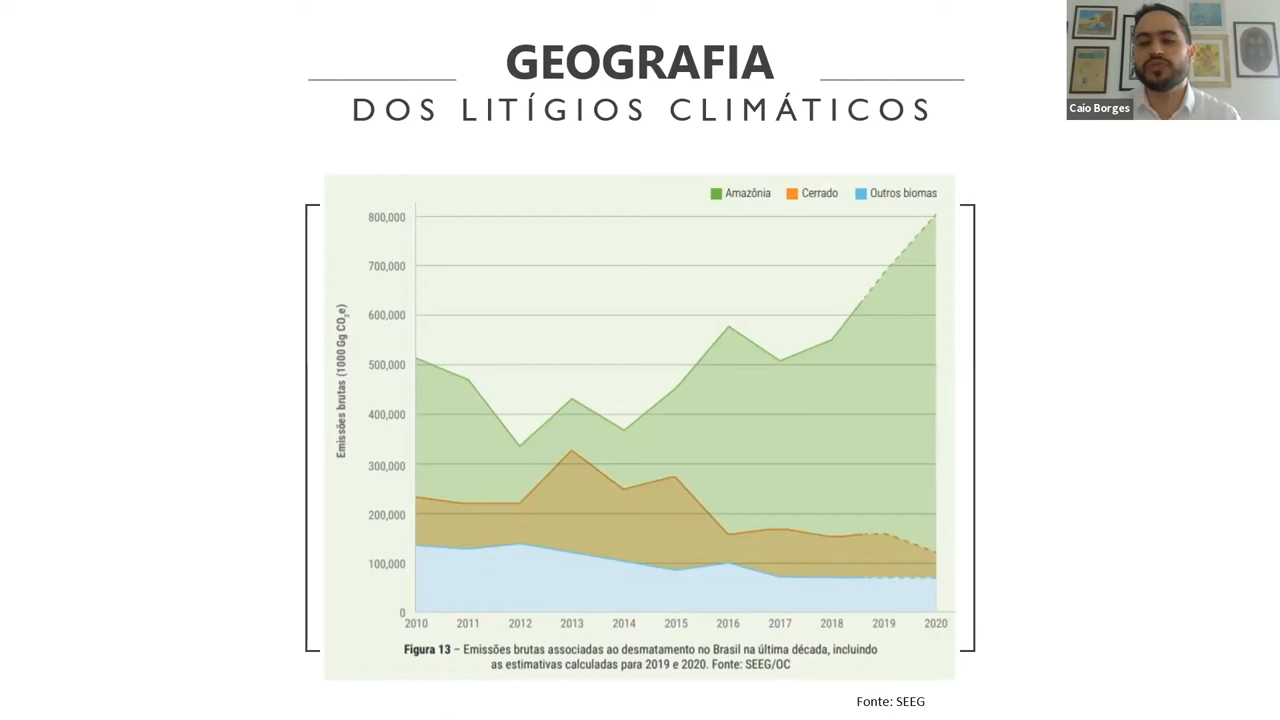 GEOGRAFIA
DOS LITÍGIOS CLIMÁTICOS
Caio Borges
Amazônia Cerrado Outros biomas
Emissões brutas (1000 Gg CO₂e)
800,000
700,000
600,000
500,000
400,000
300,000
200,000
100,000
0
2010 2011 2012 2013 2014 2015 2016 2017 2018 2019 2020
Figura 13 – Emissões brutas associadas ao desmatamento no Brasil na última década, incluindo
as estimativas calculadas para 2019 e 2020. Fonte: SEEG/OC
Fonte: SEEG